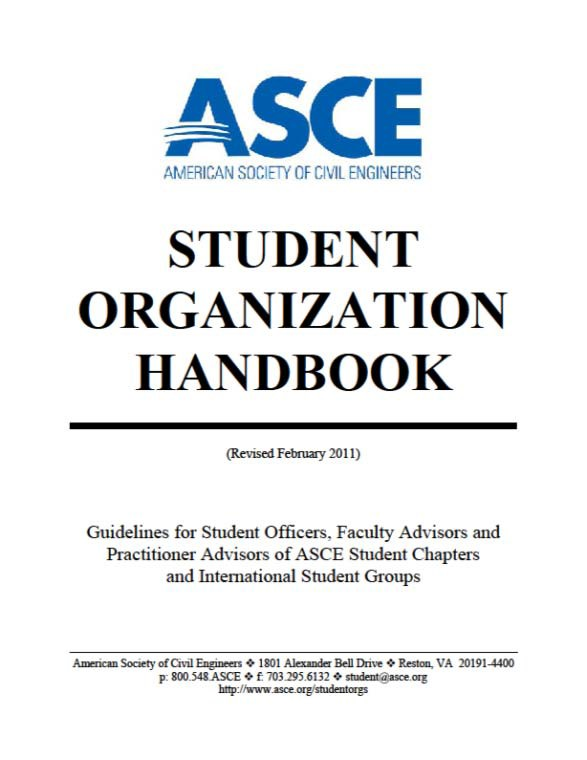 ASCE
AMERICAN SOCIETY OF CIVIL ENGINEERS
STUDENT
ORGANIZATION
HANDBOOK
(Revised February 2011)
Guidelines for Student Officers, Faculty Advisors and
Practitioner Advisors of ASCE Student Chapters
and International Student Groups
American Society of Civil Engineers ❖ 1801 Alexander Bell Drive ❖ Reston, VA 20191-4400
p: 800.548.ASCE ❖ f: 703.295.6132 ❖ student@asce.org
http://www.asce.org/studentorgs